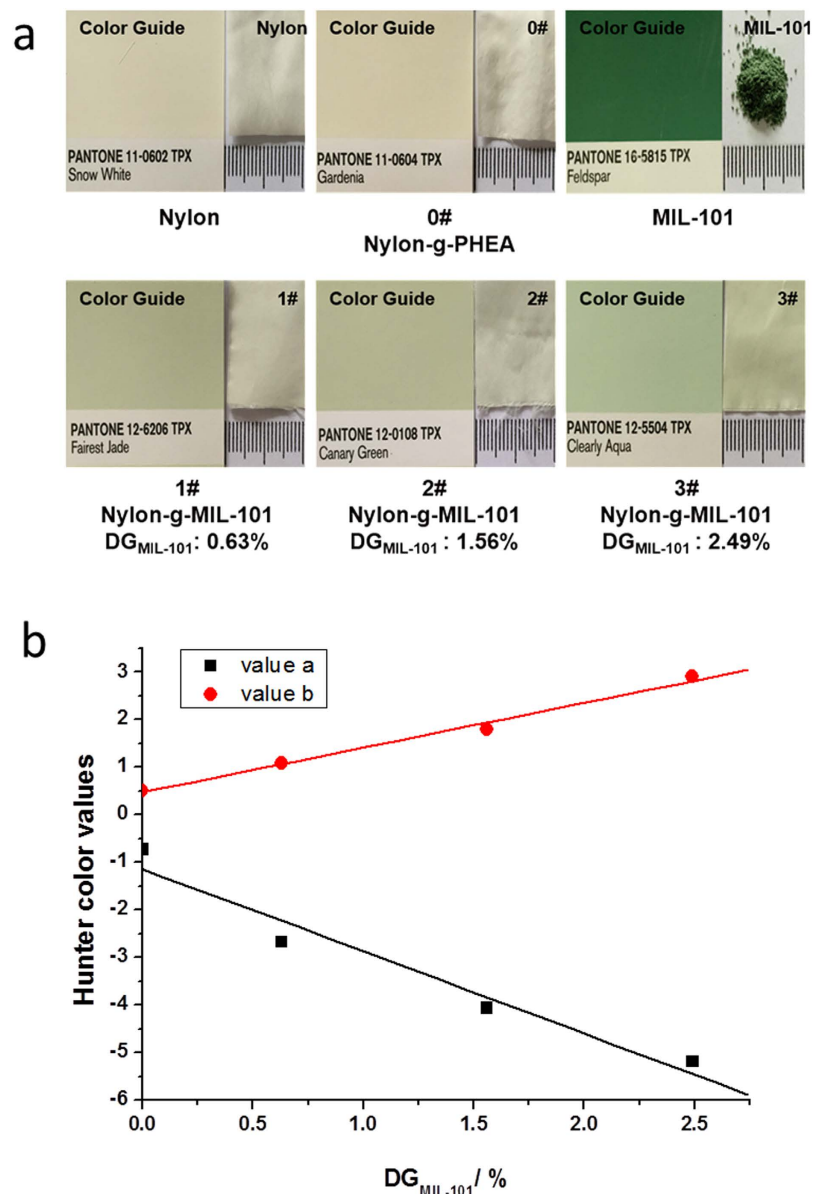 a
Color Guide Nylon
PANTONE 11-0602 TPX
Snow White
Nylon
Color Guide 0#
PANTONE 11-0604 TPX
Gardenia
0#
Nylon-g-PHEA
Color Guide MIL-101
PANTONE 16-5815 TPX
Feldspar
MIL-101
Color Guide 1#
PANTONE 12-6206 TPX
Fairest Jade
1#
Nylon-g-MIL-101
DGMIL-101: 0.63%
Color Guide 2#
PANTONE 12-0108 TPX
Canary Green
2#
Nylon-g-MIL-101
DGMIL-101 : 1.56%
Color Guide 3#
PANTONE 12-5504 TPX
Clearly Aqua
3#
Nylon-g-MIL-101
DGMIL-101 : 2.49%
b
value a
value b
Hunter color values
3
2
1
0
-1
-2
-3
-4
-5
-6
0.0 0.5 1.0 1.5 2.0 2.5
DGMIL-101/ %